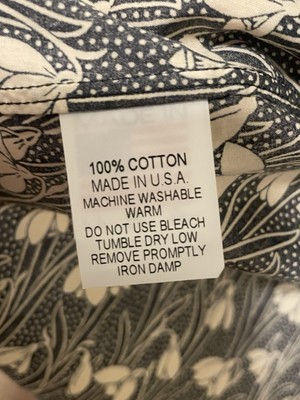 100% COTTON
MADE IN U.S.A.
MACHINE WASHABLE
WARM
DO NOT USE BLEACH
TUMBLE DRY LOW
REMOVE PROMPTLY
IRON DAMP